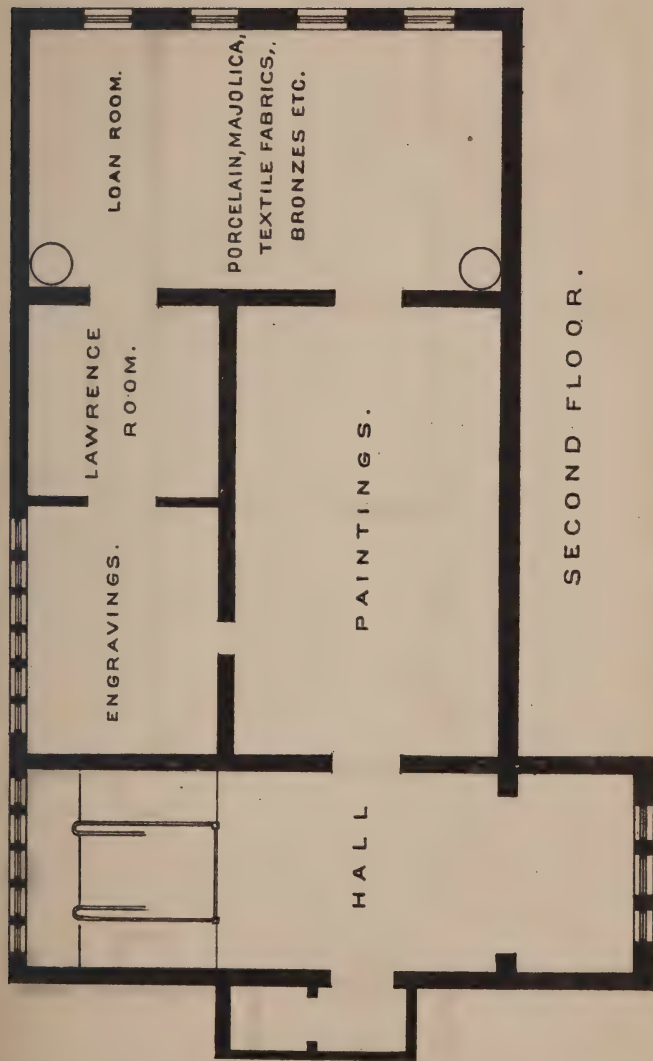 LOAN ROOM.
PORCELAIN, MAJOLICA,
TEXTILE FABRICS,.
BRONZES ETC.
LAWRENCE
ROOM.
ENGRAVINGS.
PAINTINGS.
HALL
SECOND FLOOR.